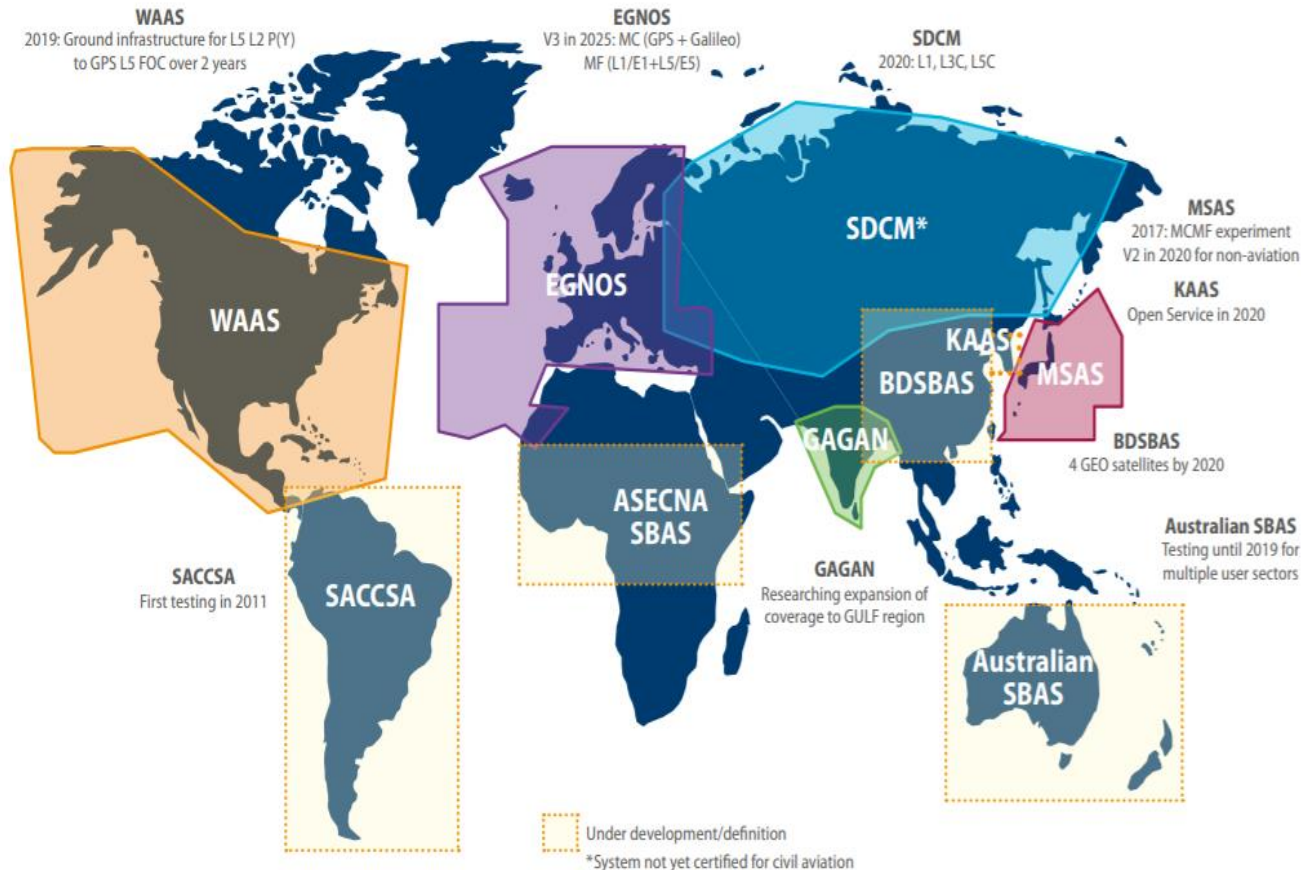 WAAS
2019: Ground infrastructure for L5 L2 P(Y)
to GPS L5 FOC over 2 years
EGNOS
V3 in 2025: MC (GPS + Galileo)
MF (L1/E1+L5/E5)
SDCM
2020: L1, L3C, L5C
MSAS
2017: MCMF experiment
V2 in 2020 for non-aviation
KAAS
Open Service in 2020
SDCM*
EGNOS
WAAS
KAAS
BDSBAS
MSAS
GAGAN
BDSBAS
4 GEO satellites by 2020
ASECNA
SBAS
Australian SBAS
Testing until 2019 for
multiple user sectors
SACCSA
First testing in 2011
SACCSA
GAGAN
Researching expansion of
coverage to GULF region
Australian
SBAS
Under development/definition
*System not yet certified for civil aviation